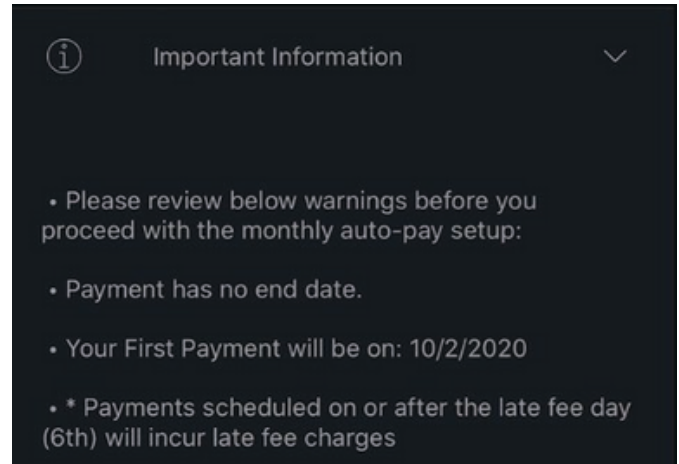 Important Information
• Please review below warnings before you
proceed with the monthly auto-pay setup:
• Payment has no end date.
• Your First Payment will be on: 10/2/2020
• * Payments scheduled on or after the late fee day
(6th) will incur late fee charges